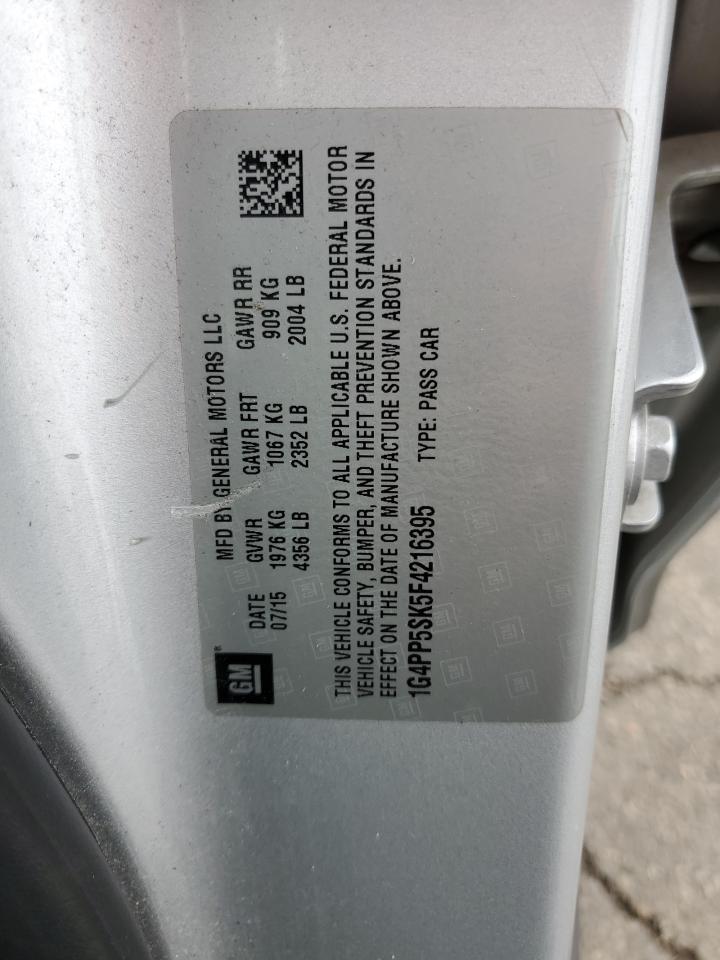 GM®
MFD BY GENERAL MOTORS LLC
DATE GVWR GAWR FRT GAWR RR
07/15 1976 KG 1067 KG 909 KG
4356 LB 2352 LB 2004 LB
THIS VEHICLE CONFORMS TO ALL APPLICABLE U.S. FEDERAL MOTOR
VEHICLE SAFETY, BUMPER, AND THEFT PREVENTION STANDARDS IN
EFFECT ON THE DATE OF MANUFACTURE SHOWN ABOVE.
1G4PP5SK5F4216395 TYPE: PASS CAR